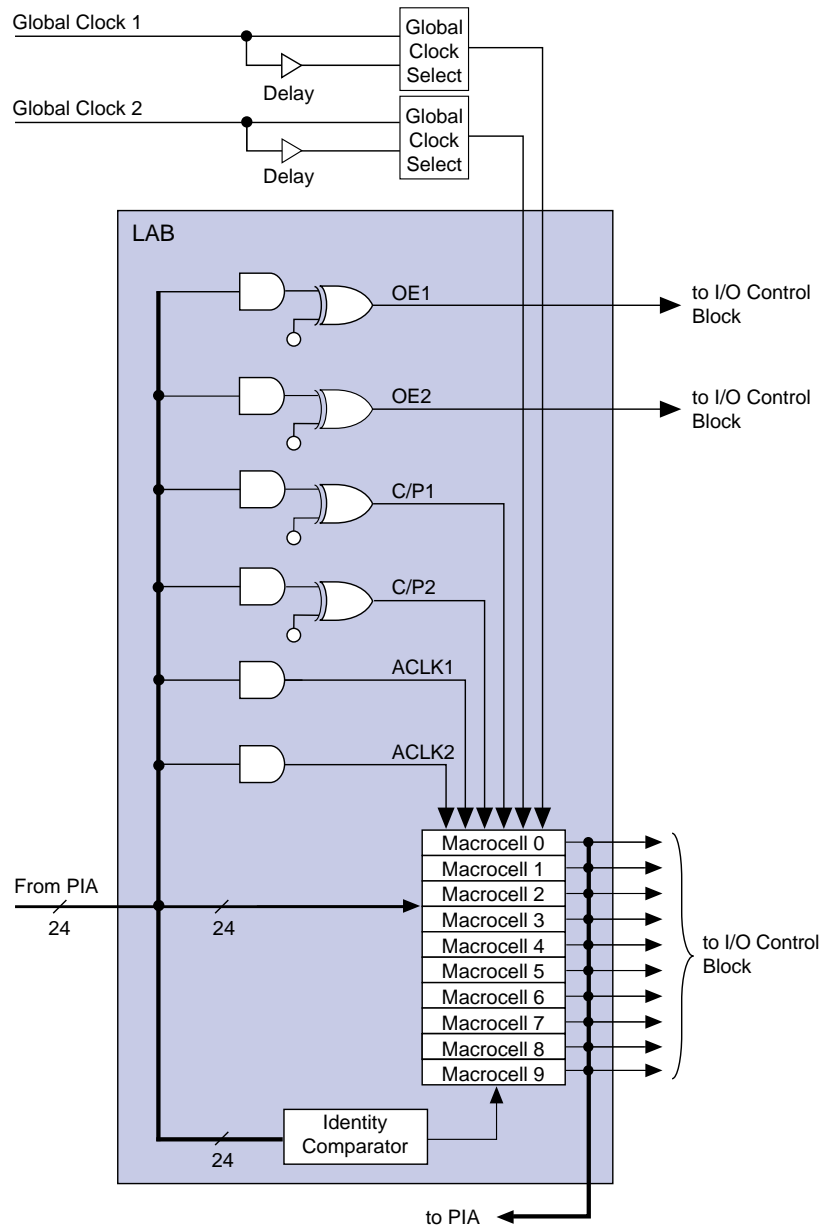 Global Clock 1
Global
Clock
Select
Delay
Global Clock 2
Global
Clock
Select
Delay
LAB
OE1
to I/O Control
Block
OE2
to I/O Control
Block
C/P1
C/P2
ACLK1
ACLK2
Macrocell 0
Macrocell 1
Macrocell 2
Macrocell 3
Macrocell 4
Macrocell 5
Macrocell 6
Macrocell 7
Macrocell 8
Macrocell 9
From PIA
24
24
to I/O Control
Block
Identity
Comparator
24
to PIA